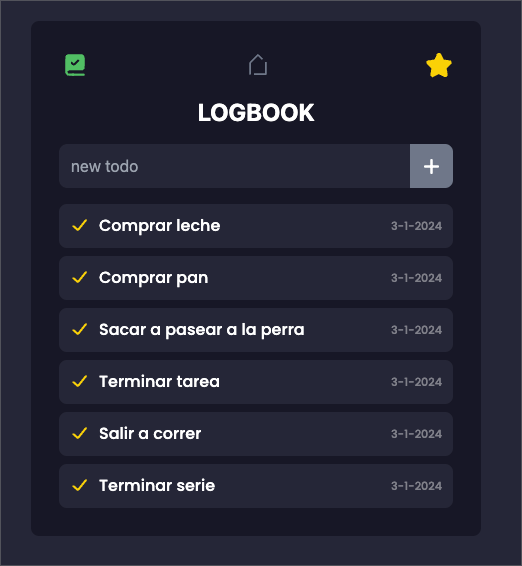 LOGBOOK
new todo
Comprar leche 3-1-2024
Comprar pan 3-1-2024
Sacar a pasear a la perra 3-1-2024
Terminar tarea 3-1-2024
Salir a correr 3-1-2024
Terminar serie 3-1-2024